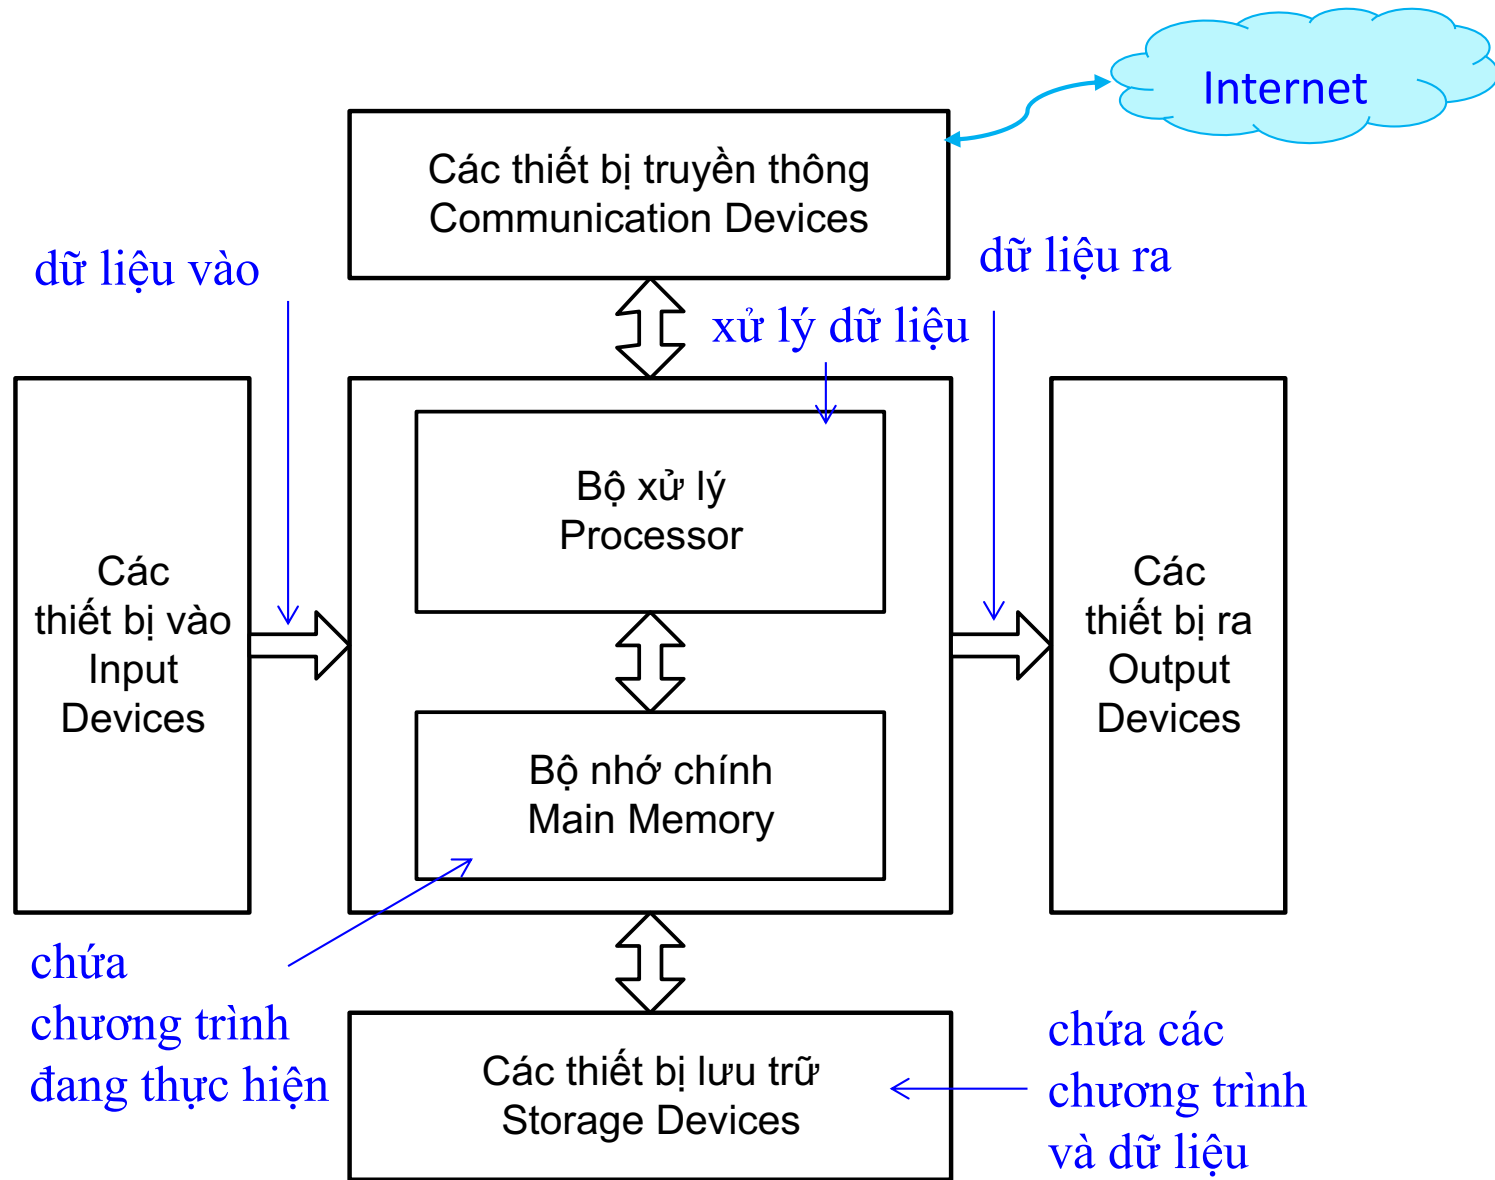 Internet
Các thiết bị truyền thông
Communication Devices
dữ liệu vào
dữ liệu ra
xử lý dữ liệu
Bộ xử lý
Processor
Các
thiết bị vào
Input
Devices
Các
thiết bị ra
Output
Devices
Bộ nhớ chính
Main Memory
chứa
chương trình
đang thực hiện
Các thiết bị lưu trữ
Storage Devices
chứa các
chương trình
và dữ liệu